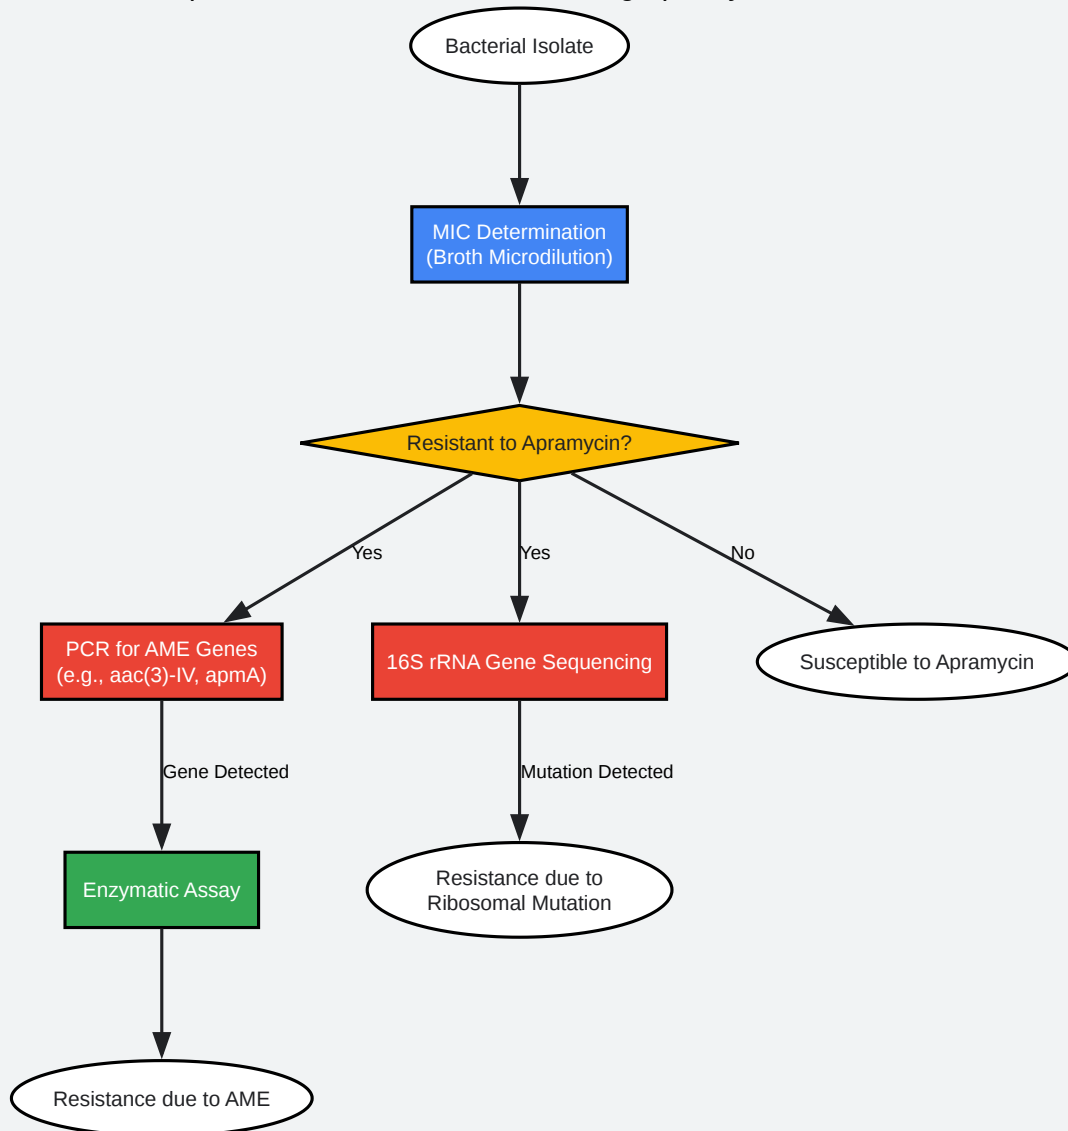 Bacterial Isolate
MIC Determination
(Broth Microdilution)
Resistant to Apramycin?
Yes
Yes
No
PCR for AME Genes
(e.g., aac(3)-IV, apmA)
16S rRNA Gene Sequencing
Susceptible to Apramycin
Gene Detected
Mutation Detected
Enzymatic Assay
Resistance due to
Ribosomal Mutation
Resistance due to AME